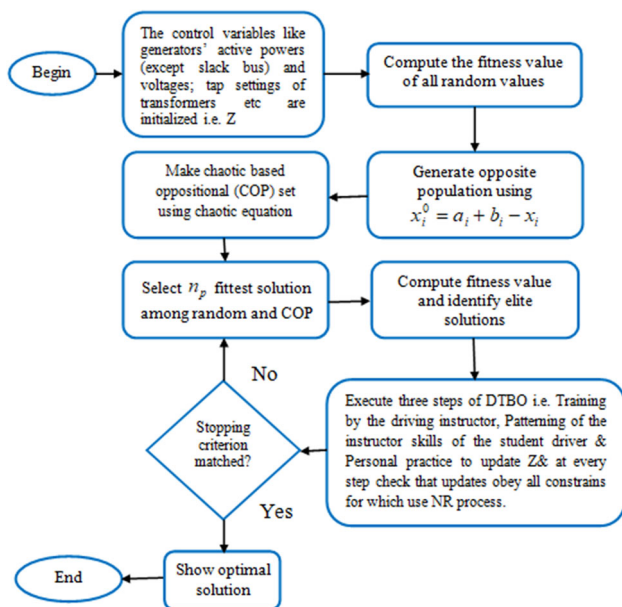 Begin
The control variables like
generators' active powers
(except slack bus) and
voltages; tap settings of
transformers etc are
initialized i.e. Z
Compute the fitness value
of all random values
Generate opposite
population using
x_i^0 = a_i + b_i − x_i
Make chaotic based
oppositional (COP) set
using chaotic equation
Select n_p fittest solution
among random and COP
Compute fitness value
and identify elite
solutions
Execute three steps of DTBO i.e. Training
by the driving instructor, Patterning of the
instructor skills of the student driver &
Personal practice to update Z& at every
step check that updates obey all constrains
for which use NR process.
Stopping
criterion
matched?
No
Yes
Show optimal
solution
End